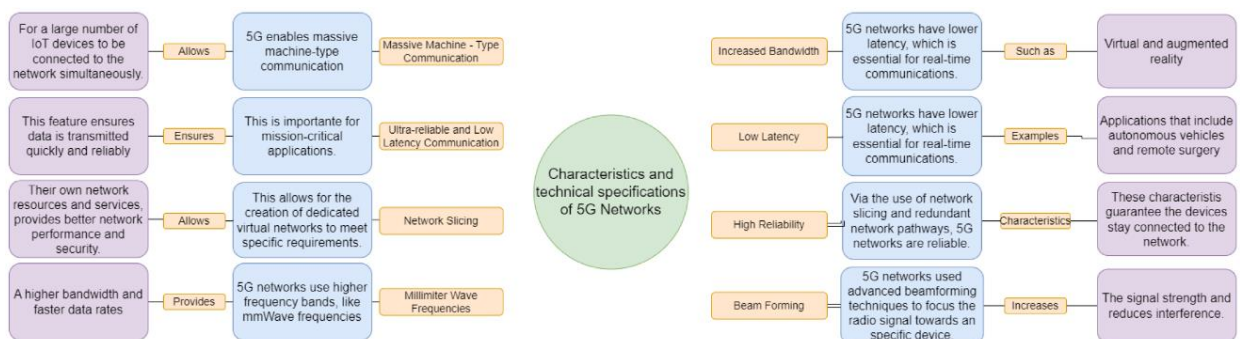 For a large number of
IoT devices to be
connected to the
network simultaneously.
Allows
5G enables massive
machine-type
communication
Massive Machine - Type
Communication
This feature ensures
data is transmitted
quickly and reliably
Ensures
This is importante for
mission-critical
applications.
Ultra-reliable and Low
Latency Communication
Their own network
resources and services,
provides better network
performance and
security.
Allows
This allows for the
creation of dedicated
virtual networks to meet
specific requirements.
Network Slicing
A higher bandwidth and
faster data rates
Provides
5G networks use higher
frequency bands, like
mmWave frequencies
Millimiter Wave
Frequencies
Characteristics and
technical specifications
of 5G Networks
Increased Bandwidth
5G networks have lower
latency, which is
essential for real-time
communications.
Such as
Virtual and augmented
reality
Low Latency
5G networks have lower
latency, which is
essential for real-time
communications.
Examples
Applications that include
autonomous vehicles
and remote surgery
High Reliability
Via the use of network
slicing and redundant
network pathways, 5G
networks are reliable.
Characteristics
These characteristis
guarantee the devices
stay connected to the
network.
Beam Forming
5G networks used
advanced beamforming
techniques to focus the
radio signal towards an
specific device.
Increases
The signal strength and
reduces interference.